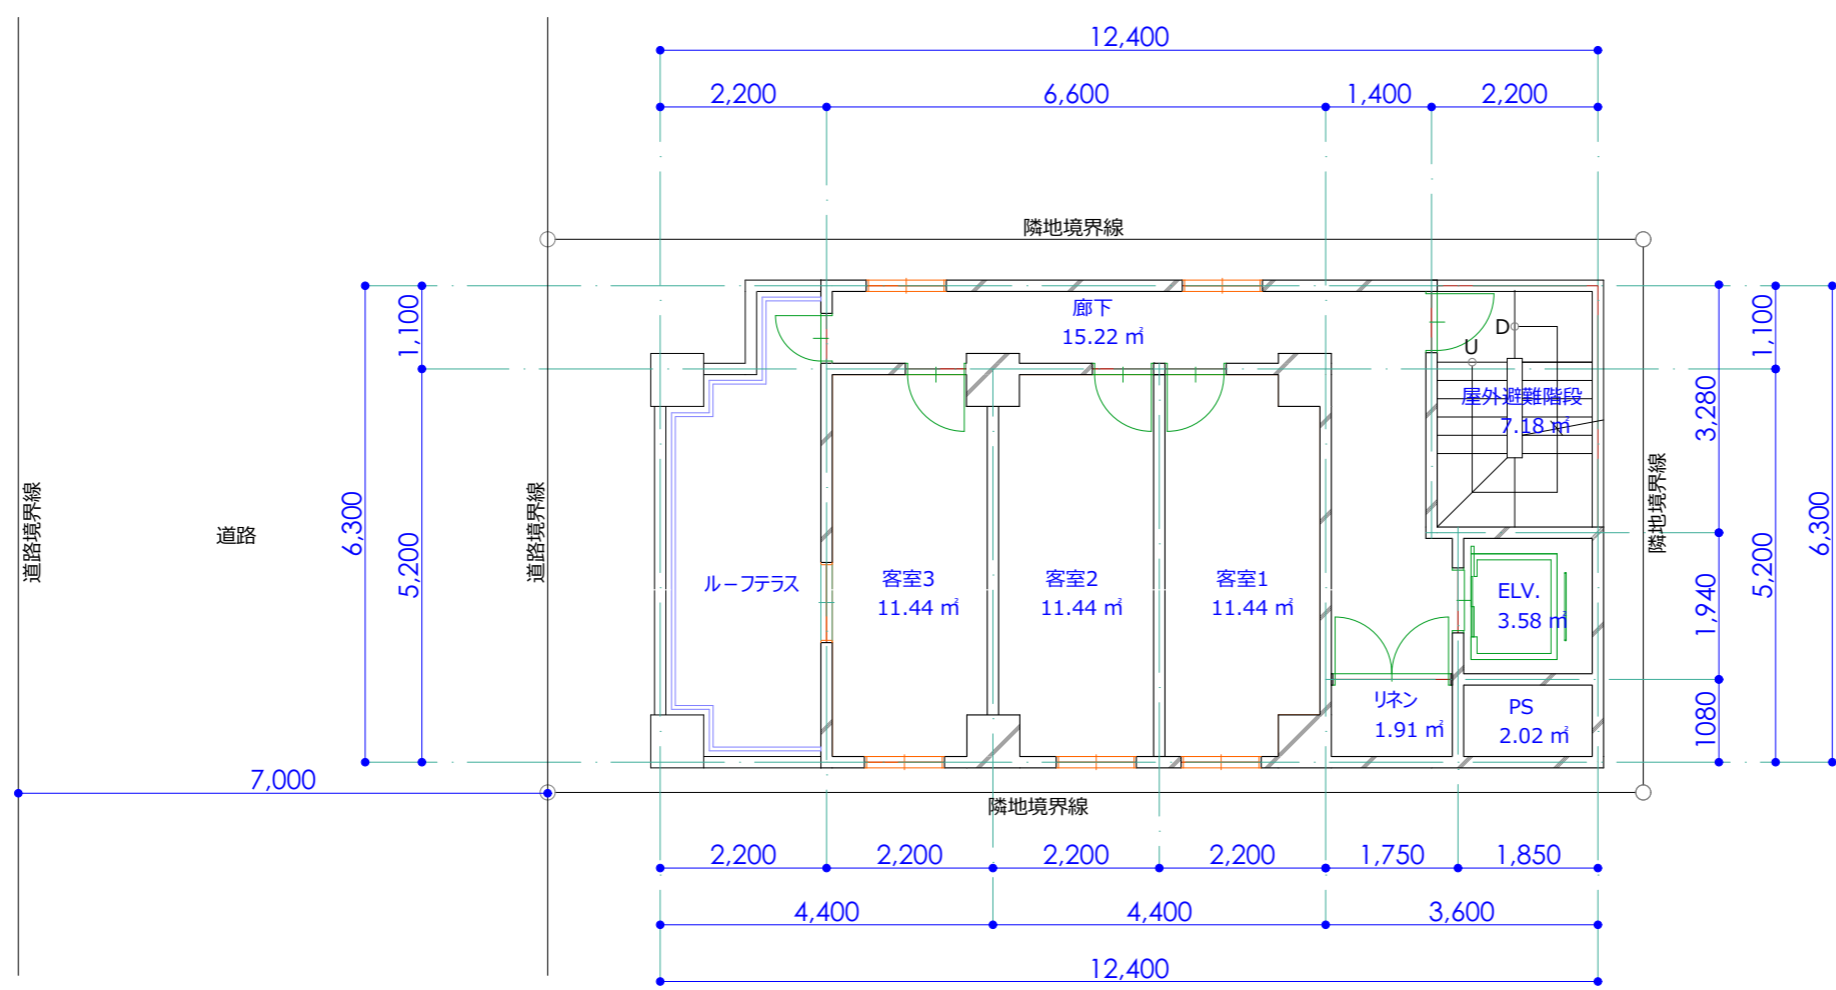 12,400
2,200
6,600
1,400
2,200
隣地境界線
廊下
15.22 ㎡
D
U
屋外避難階段
7.18 ㎡
1,100
6,300
5,200
1,100
3,280
5,200
6,300
1,940
1080
道路境界線
道路
道路境界線
隣地境界線
ルーフテラス
客室3
11.44 ㎡
客室2
11.44 ㎡
客室1
11.44 ㎡
ELV.
3.58 ㎡
リネン
1.91 ㎡
PS
2.02 ㎡
7,000
隣地境界線
2,200
2,200
2,200
2,200
1,750
1,850
4,400
4,400
3,600
12,400